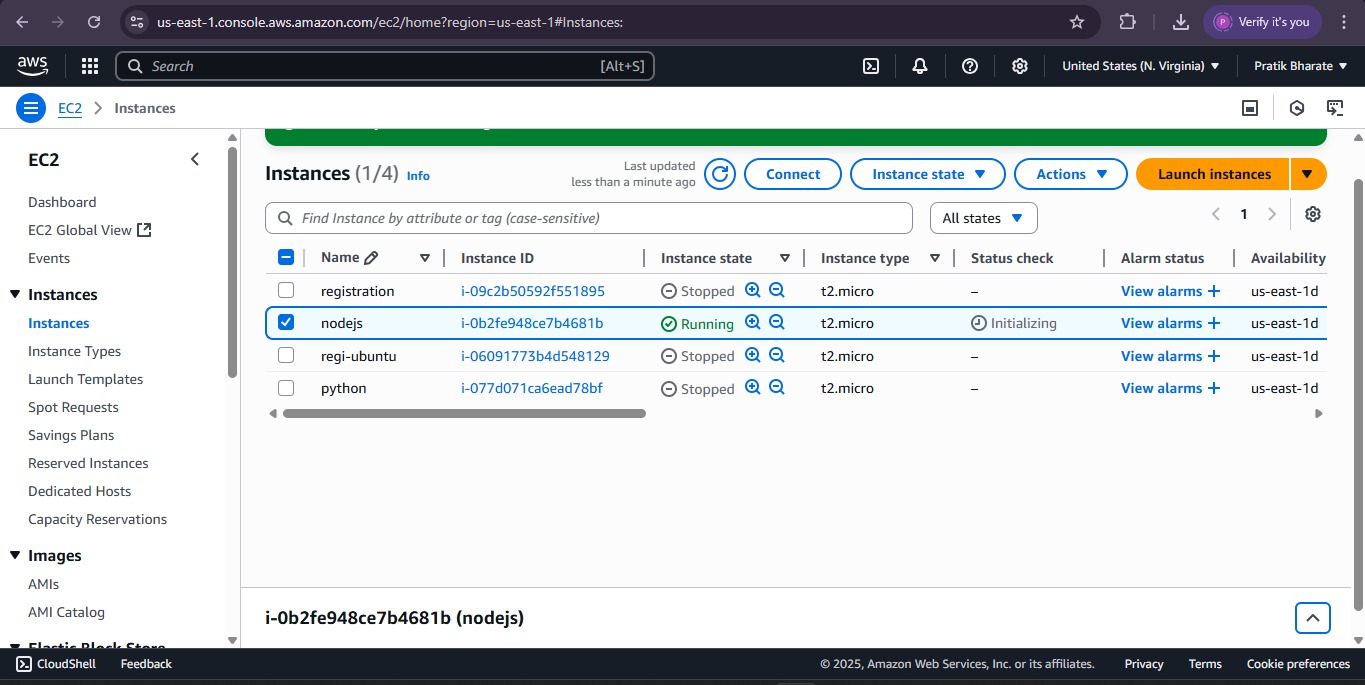 us-east-1.console.aws.amazon.com/ec2/home?region=us-east-1#Instances:
P Verify it's you
aws Search [Alt+S] United States (N. Virginia) Pratik Bharate
EC2 Instances
EC2
Dashboard
EC2 Global View
Events
Instances
Instances
Instance Types
Launch Templates
Spot Requests
Savings Plans
Reserved Instances
Dedicated Hosts
Capacity Reservations
Images
AMIs
AMI Catalog
Elastic Block Store
Instances (1/4) Info
Last updated
less than a minute ago
Connect Instance state Actions Launch instances
Find Instance by attribute or tag (case-sensitive) All states 1
Name Instance ID Instance state Instance type Status check Alarm status Availability
registration i-09c2b50592f551895 Stopped t2.micro – View alarms + us-east-1d
nodejs i-0b2fe948ce7b4681b Running t2.micro Initializing View alarms + us-east-1d
regi-ubuntu i-06091773b4d548129 Stopped t2.micro – View alarms + us-east-1d
python i-077d071ca6ead78bf Stopped t2.micro – View alarms + us-east-1d
i-0b2fe948ce7b4681b (nodejs)
CloudShell Feedback © 2025, Amazon Web Services, Inc. or its affiliates. Privacy Terms Cookie preferences